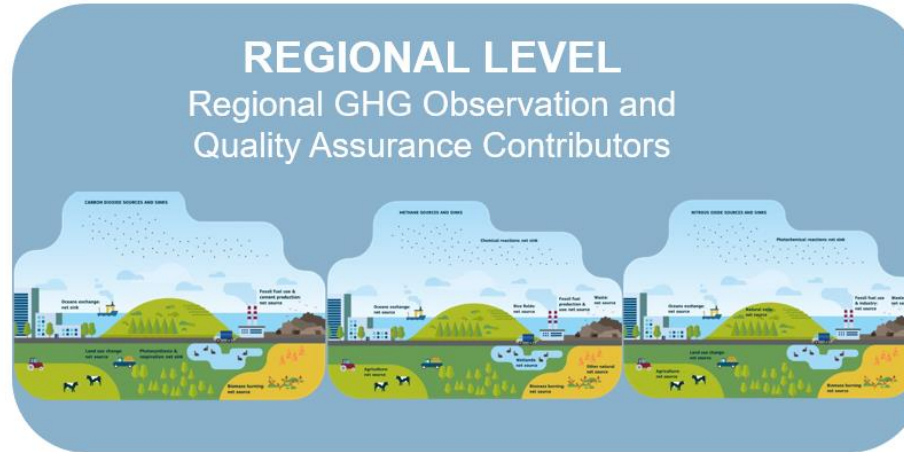 REGIONAL LEVEL
Regional GHG Observation and
Quality Assurance Contributors
CARBON DIOXIDE SOURCES AND SINKS
Oceans exchange
net sink
Fossil fuel use &
cement production
net source
Land use change
net source
Photosynthesis &
respiration net sink
Biomass burning
net source
METHANE SOURCES AND SINKS
Chemical reactions net sink
Oceans exchange
net source
Rice fields
net source
Fossil fuel
production &
use net source
Waste
net source
Agriculture
net source
Wetlands
net source
Biomass burning
net source
Other natural
net source
NITROUS OXIDE SOURCES AND SINKS
Photochemical reactions net sink
Oceans exchange
net source
Natural soils
net source
Fossil fuel use
& industry
net source
Waste
net so
Land use change
net source
Agriculture
net source
Biomass burning
net source